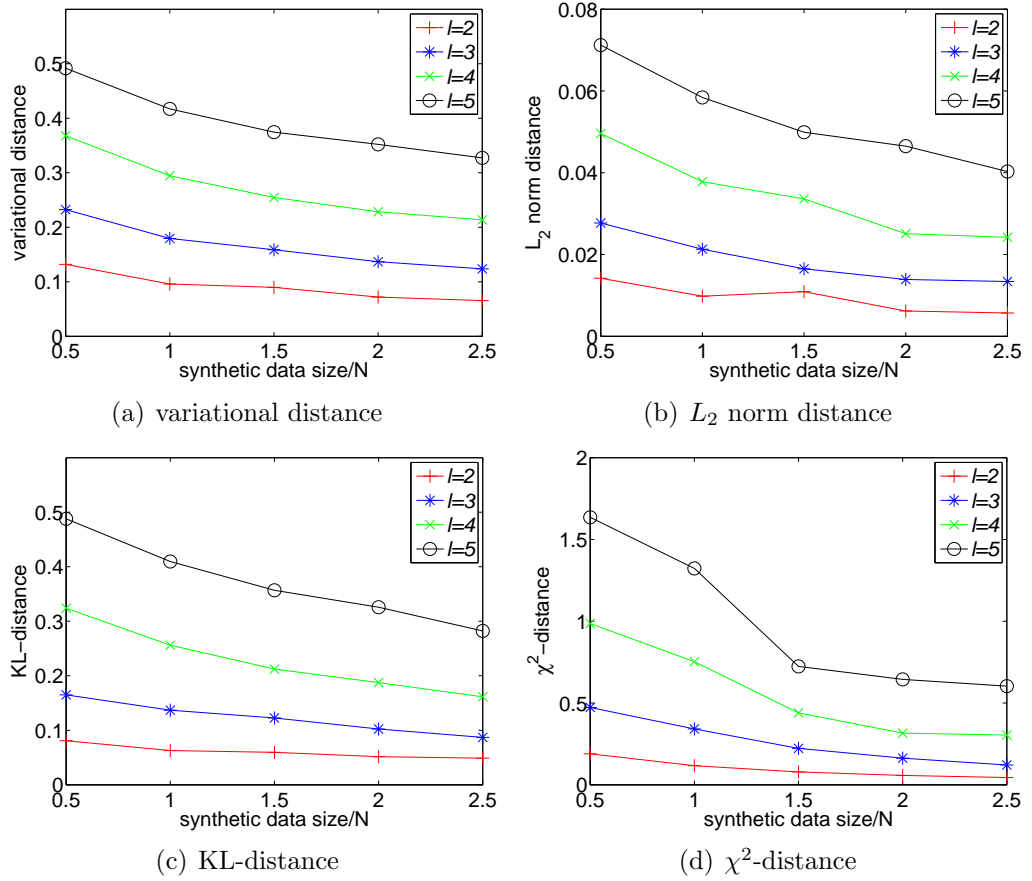 0.5
0.4
0.3
0.2
0.1
0
variational distance
0.5 1 1.5 2 2.5
synthetic data size/N
l=2
l=3
l=4
l=5
(a) variational distance
0.08
0.06
0.04
0.02
0
L₂ norm distance
0.5 1 1.5 2 2.5
synthetic data size/N
l=2
l=3
l=4
l=5
(b) L₂ norm distance
0.5
0.4
0.3
0.2
0.1
0
KL−distance
0.5 1 1.5 2 2.5
synthetic data size/N
l=2
l=3
l=4
l=5
(c) KL-distance
2
1.5
1
0.5
0
χ²−distance
0.5 1 1.5 2 2.5
synthetic data size/N
l=2
l=3
l=4
l=5
(d) χ²-distance